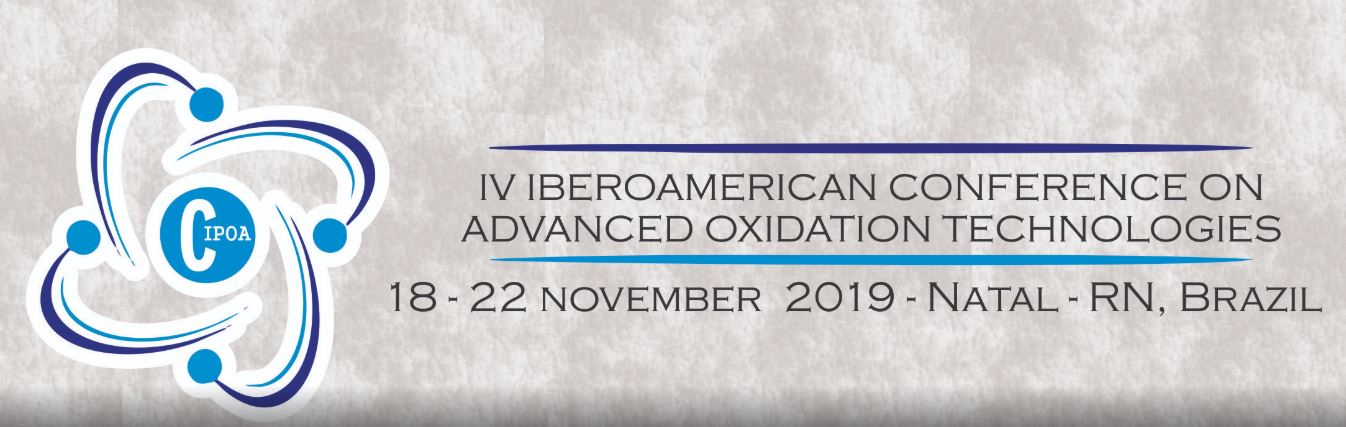 CIPOA
IV IBEROAMERICAN CONFERENCE ON
ADVANCED OXIDATION TECHNOLOGIES
18 - 22 NOVEMBER 2019 - NATAL - RN, BRAZIL